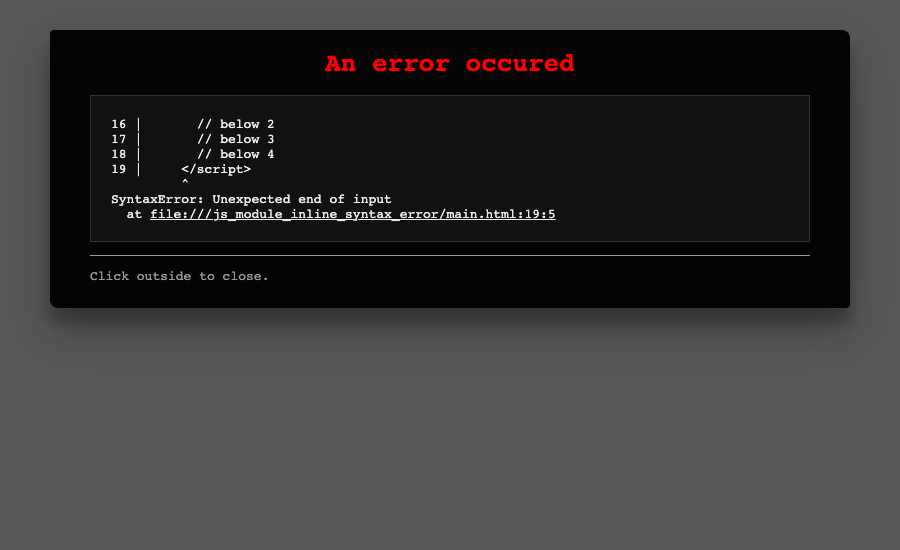 An error occured
16 |       // below 2
17 |       // below 3
18 |       // below 4
19 |     </script>
         ^
SyntaxError: Unexpected end of input
  at file:///js_module_inline_syntax_error/main.html:19:5
Click outside to close.